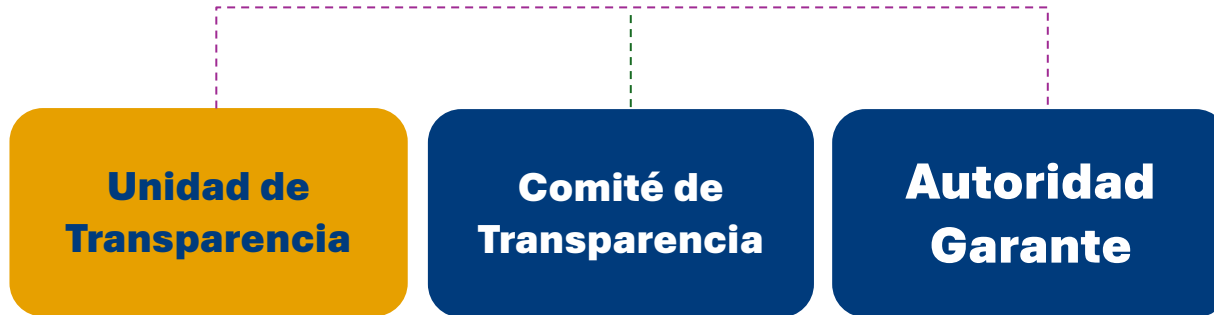 Unidad de
Transparencia
Comité de
Transparencia
Autoridad
Garante